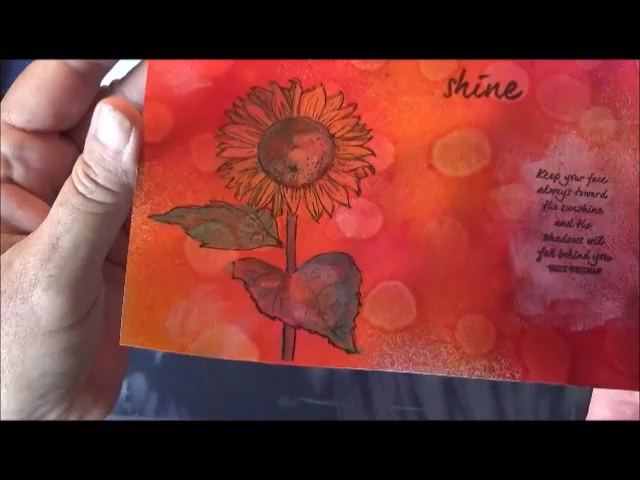 shine
Keep your face
always toward
the sunshine
and the
shadows will
fall behind you